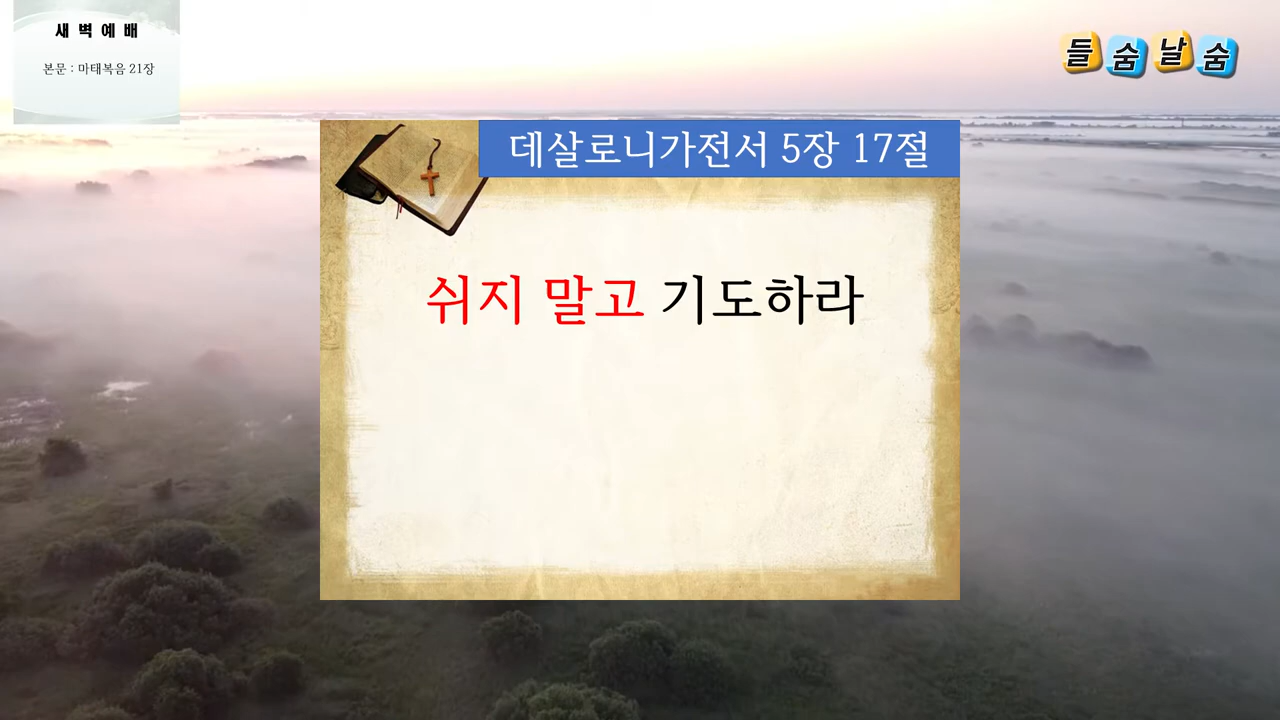 새 벽 예 배
본문 : 마태복음 21장
들숨날숨
데살로니가전서 5장 17절
쉬지 말고 기도하라